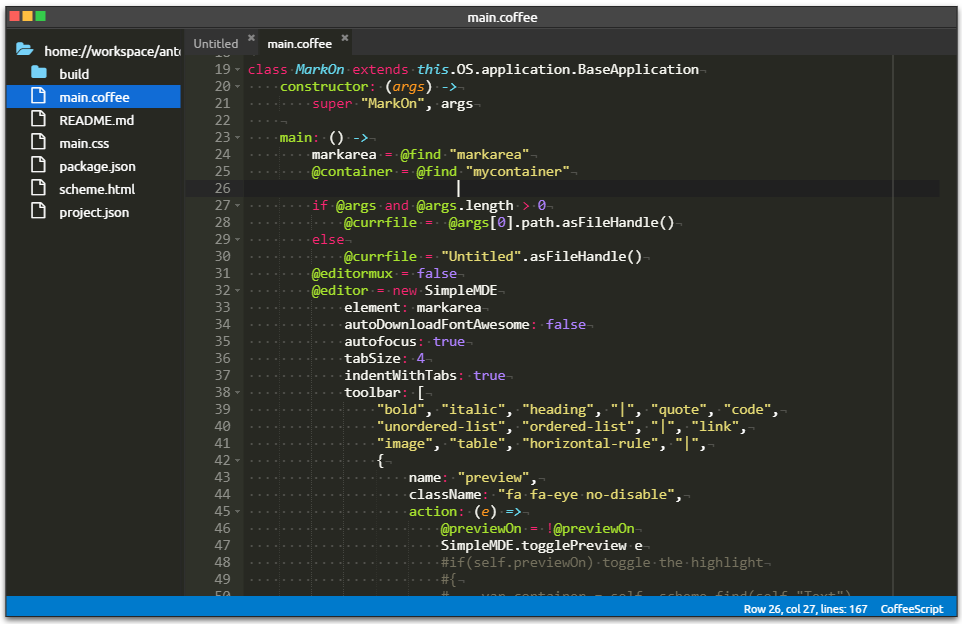 main.coffee
home://workspace/ant
build
main.coffee
README.md
main.css
package.json
scheme.html
project.json
Untitled ×
main.coffee ×
19 class MarkOn extends this.OS.application.BaseApplication
20     constructor: (args) ->
21         super "MarkOn", args
22
23     main: () ->
24         markarea = @find "markarea"
25         @container = @find "mycontainer"
26
27         if @args and @args.length > 0
28             @currfile =  @args[0].path.asFileHandle()
29         else
30             @currfile = "Untitled".asFileHandle()
31         @editormux = false
32         @editor = new SimpleMDE
33             element: markarea
34             autoDownloadFontAwesome: false
35             autofocus: true
36             tabSize: 4
37             indentWithTabs: true
38             toolbar: [
39                 "bold", "italic", "heading", "|", "quote", "code",
40                 "unordered-list", "ordered-list", "|", "link",
41                 "image", "table", "horizontal-rule", "|",
42                 {
43                     name: "preview",
44                     className: "fa fa-eye no-disable",
45                     action: (e) =>
46                         @previewOn = !@previewOn
47                         SimpleMDE.togglePreview e
48                         #if(self.previewOn) toggle the highlight
49                         #{
Row 26, col 27, lines: 167 CoffeeScript